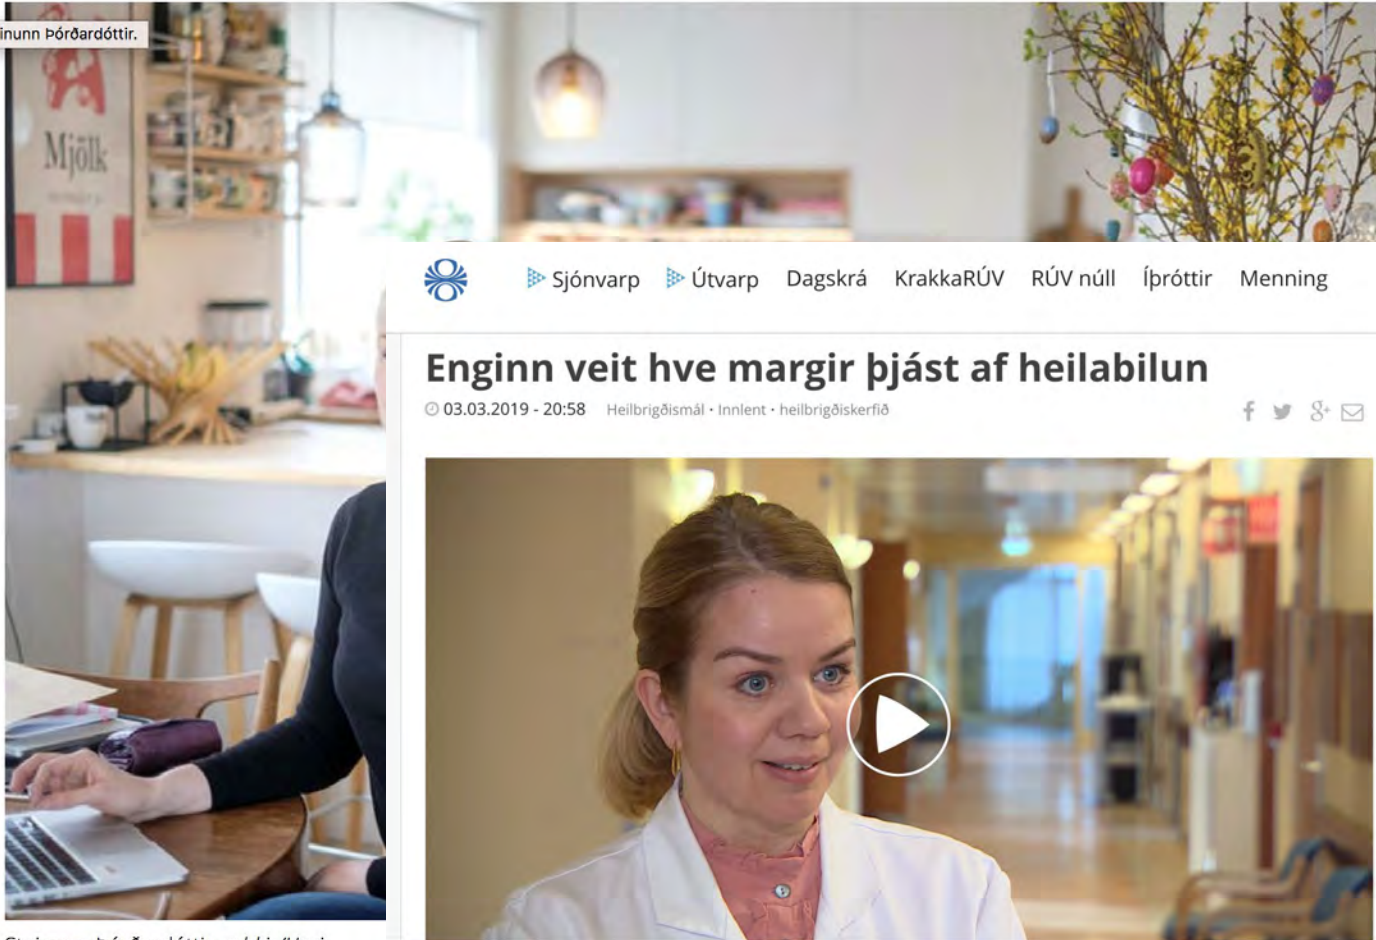 inunn Þórðardóttir.
Mjölk
Sjónvarp Útvarp Dagskrá KrakkaRÚV RÚV núll Íþróttir Menning
Enginn veit hve margir þjást af heilabilun
03.03.2019 - 20:58 Heilbrigðismál · Innlent · heilbrigðiskerfið